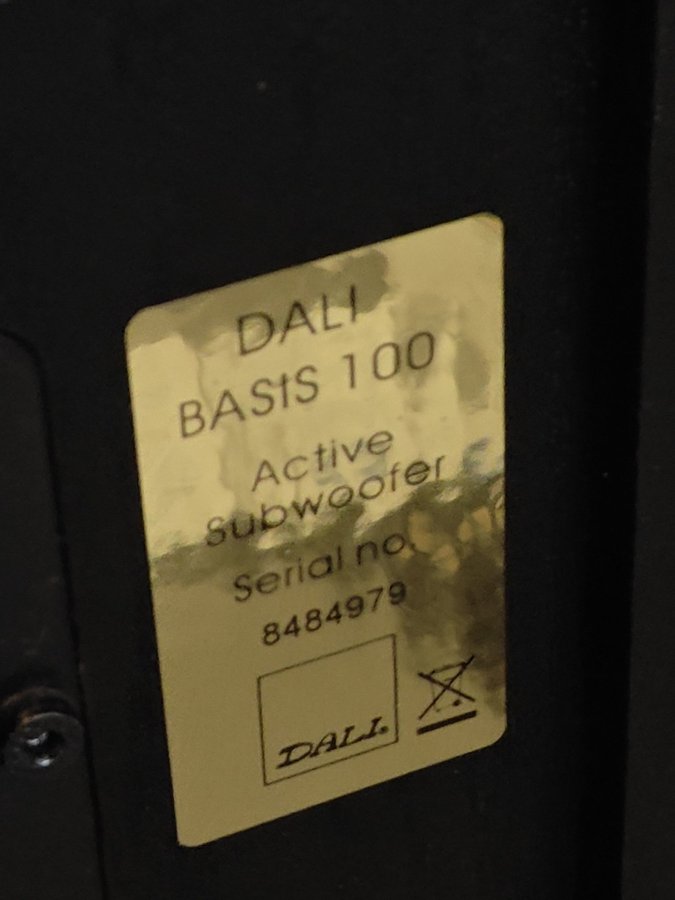 DALI
BASIS 100
Active
Subwoofer
Serial no.
8484979
DALI